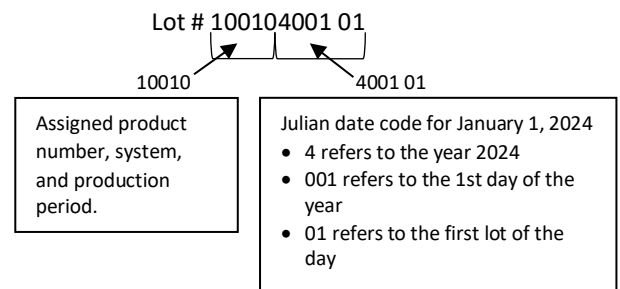 Lot # 100104001 01
10010
4001 01
Assigned product
number, system,
and production
period.
Julian date code for January 1, 2024
• 4 refers to the year 2024
• 001 refers to the 1st day of the
year
• 01 refers to the first lot of the
day